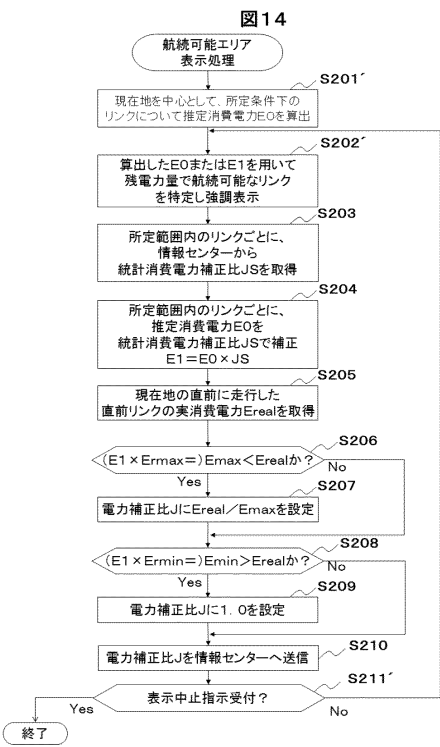 図14
航続可能エリア
表示処理
S201´
現在地を中心として、所定条件下の
リンクについて推定消費電力E0を算出
S202´
算出したE0またはE1を用いて
残電力量で航続可能なリンク
を特定し強調表示
S203
所定範囲内のリンクごとに、
情報センターから
統計消費電力補正比JSを取得
S204
所定範囲内のリンクごとに、
推定消費電力E0を
統計消費電力補正比JSで補正
E1=E0×JS
S205
現在地の直前に走行した
直前リンクの実消費電力Erealを取得
S206
(E1×Ermax=)Emax<Erealか?
No
Yes
S207
電力補正比JにEreal/Emaxを設定
S208
(E1×Ermin=)Emin>Erealか?
No
Yes
S209
電力補正比Jに1.0を設定
S210
電力補正比Jを情報センターへ送信
S211´
表示中止指示受付?
Yes
No
終了